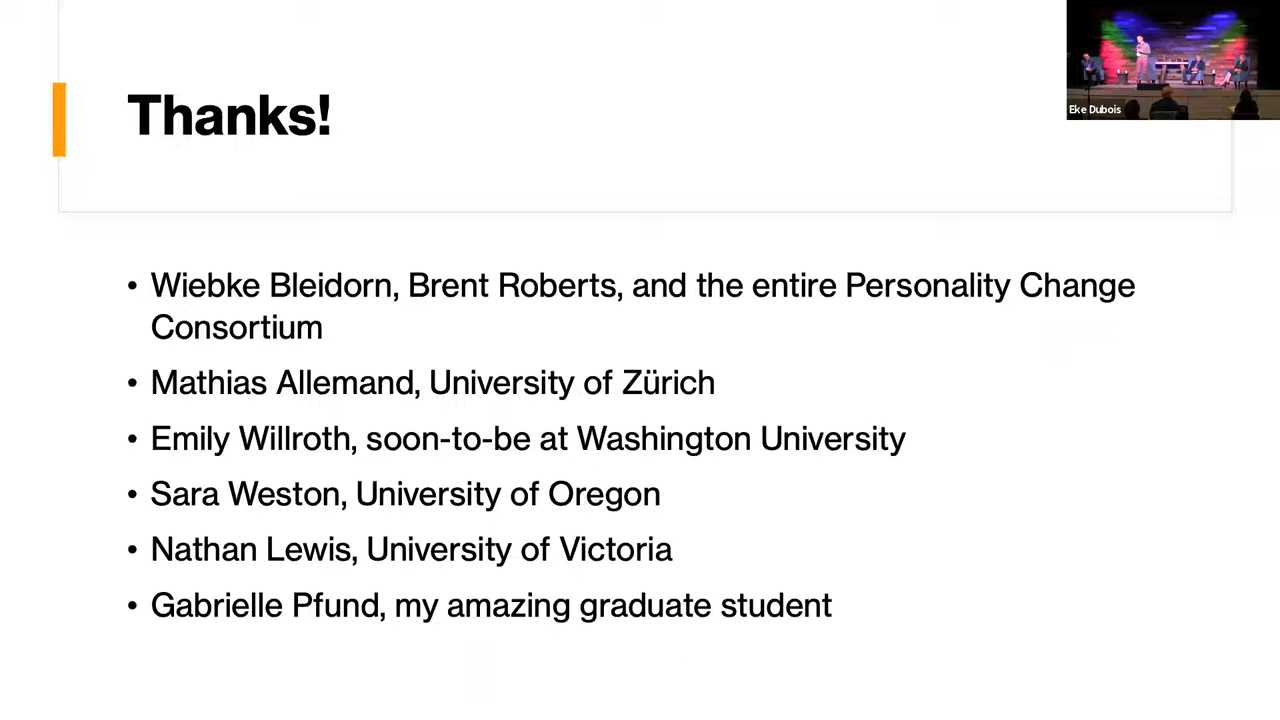 Eke Dubois
Thanks!
• Wiebke Bleidorn, Brent Roberts, and the entire Personality Change
Consortium
• Mathias Allemand, University of Zürich
• Emily Willroth, soon-to-be at Washington University
• Sara Weston, University of Oregon
• Nathan Lewis, University of Victoria
• Gabrielle Pfund, my amazing graduate student